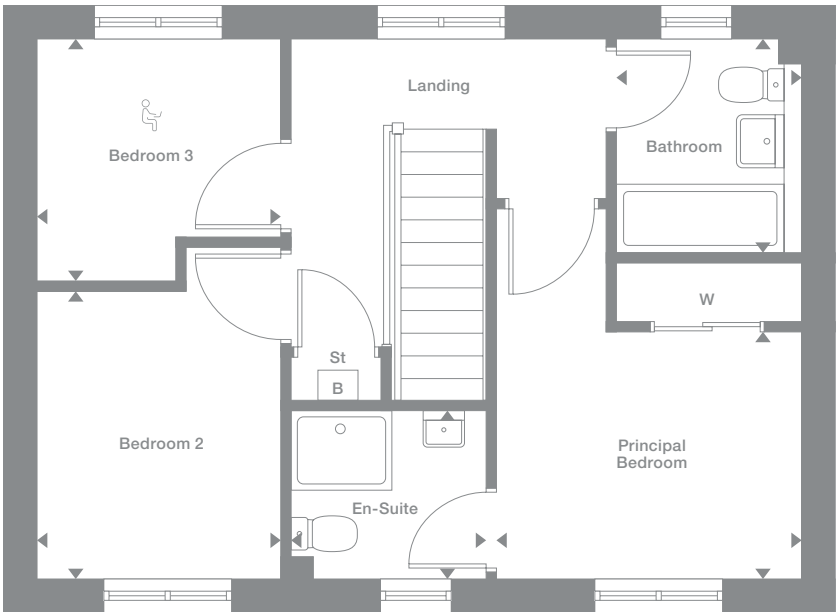 Landing
Bedroom 3
Bathroom
W
St
B
Bedroom 2
Principal
Bedroom
En-Suite